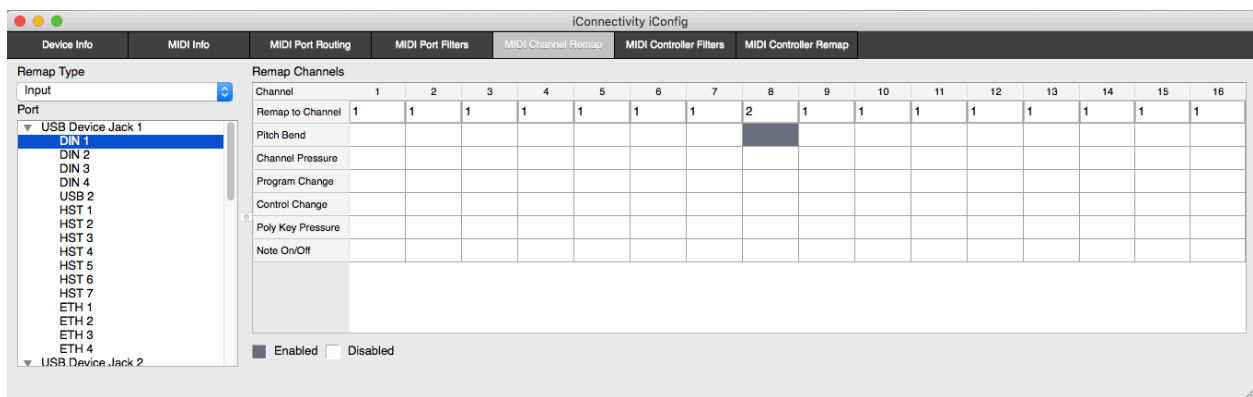 iConnectivity iConfig
Device Info MIDI Info MIDI Port Routing MIDI Port Filters MIDI Channel Remap MIDI Controller Filters MIDI Controller Remap
Remap Type
Input
Port
USB Device Jack 1
DIN 1
DIN 2
DIN 3
DIN 4
USB 2
HST 1
HST 2
HST 3
HST 4
HST 5
HST 6
HST 7
ETH 1
ETH 2
ETH 3
ETH 4
USB Device Jack 2
Remap Channels
Channel 1 2 3 4 5 6 7 8 9 10 11 12 13 14 15 16
Remap to Channel 1 1 1 1 1 1 1 2 1 1 1 1 1 1 1 1
Pitch Bend
Channel Pressure
Program Change
Control Change
Poly Key Pressure
Note On/Off
Enabled Disabled